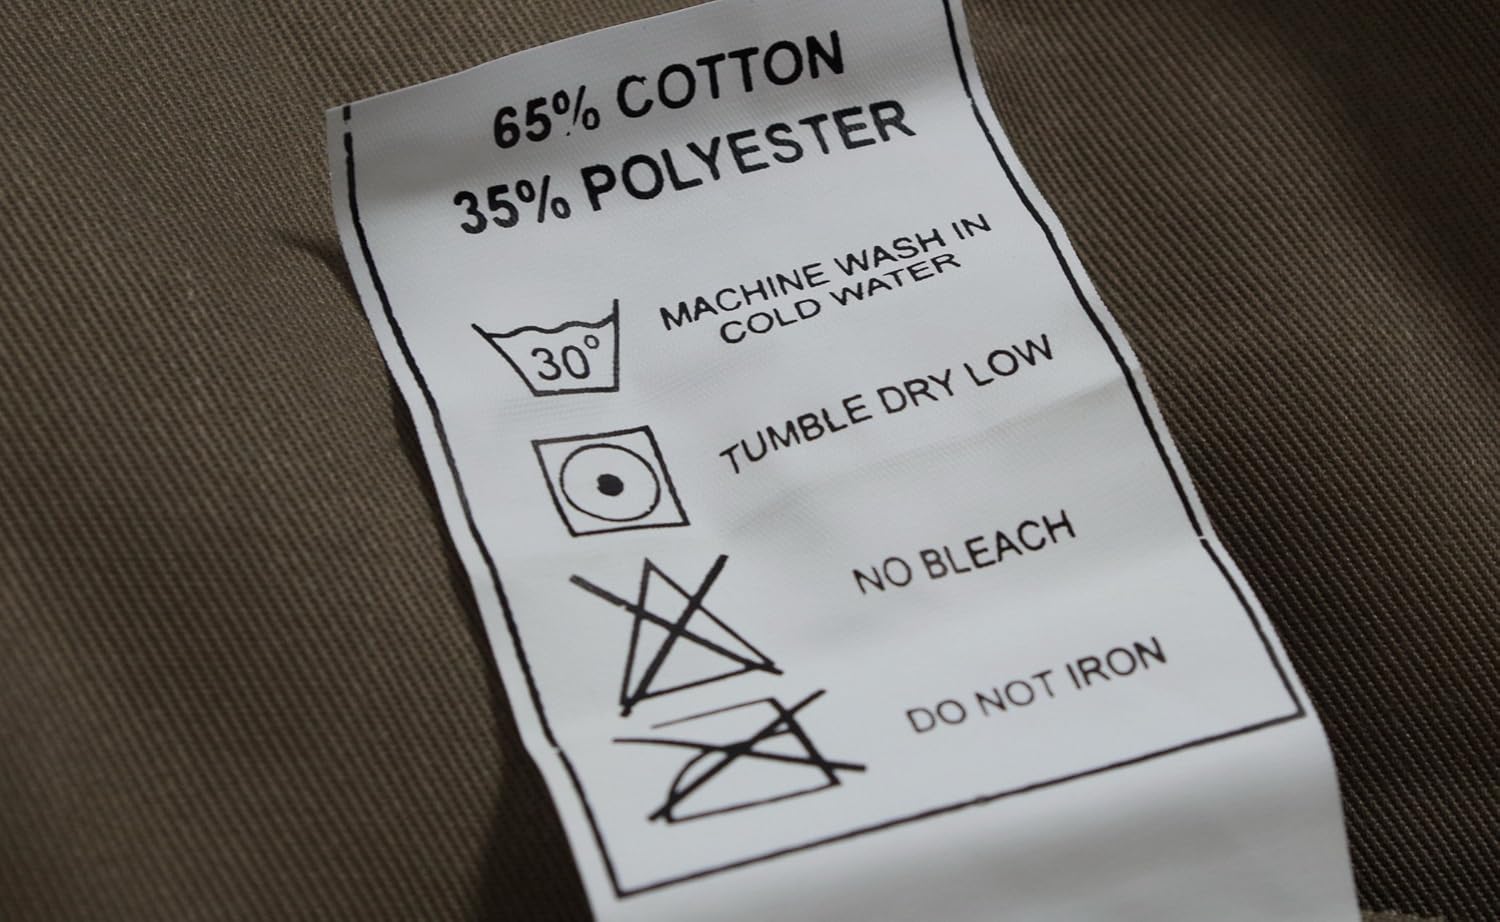 65% COTTON
35% POLYESTER
30°
MACHINE WASH IN
COLD WATER
TUMBLE DRY LOW
NO BLEACH
DO NOT IRON